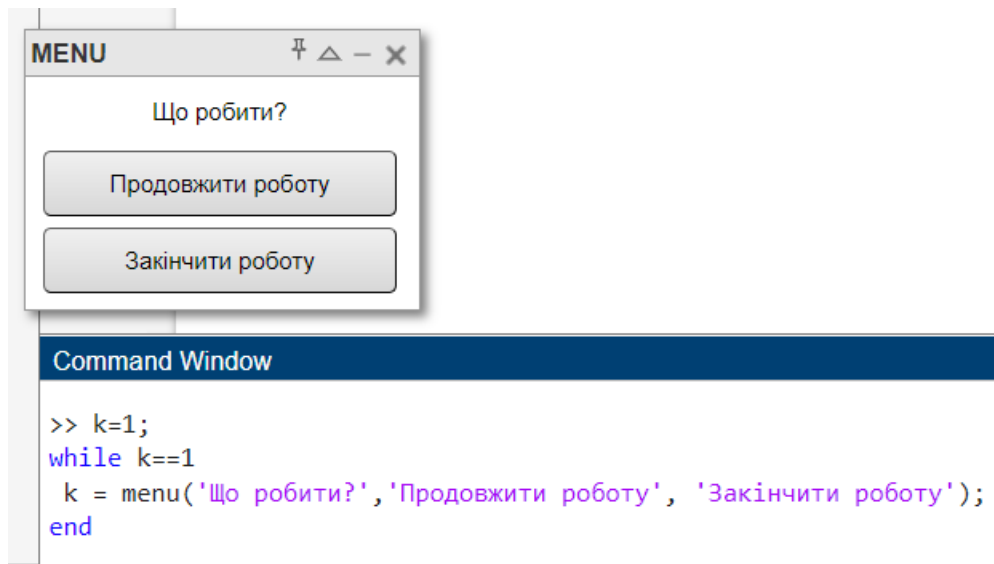 MENU
Що робити?
Продовжити роботу
Закінчити роботу
Command Window
>> k=1;
while k==1
k = menu('Що робити?','Продовжити роботу', 'Закінчити роботу');
end